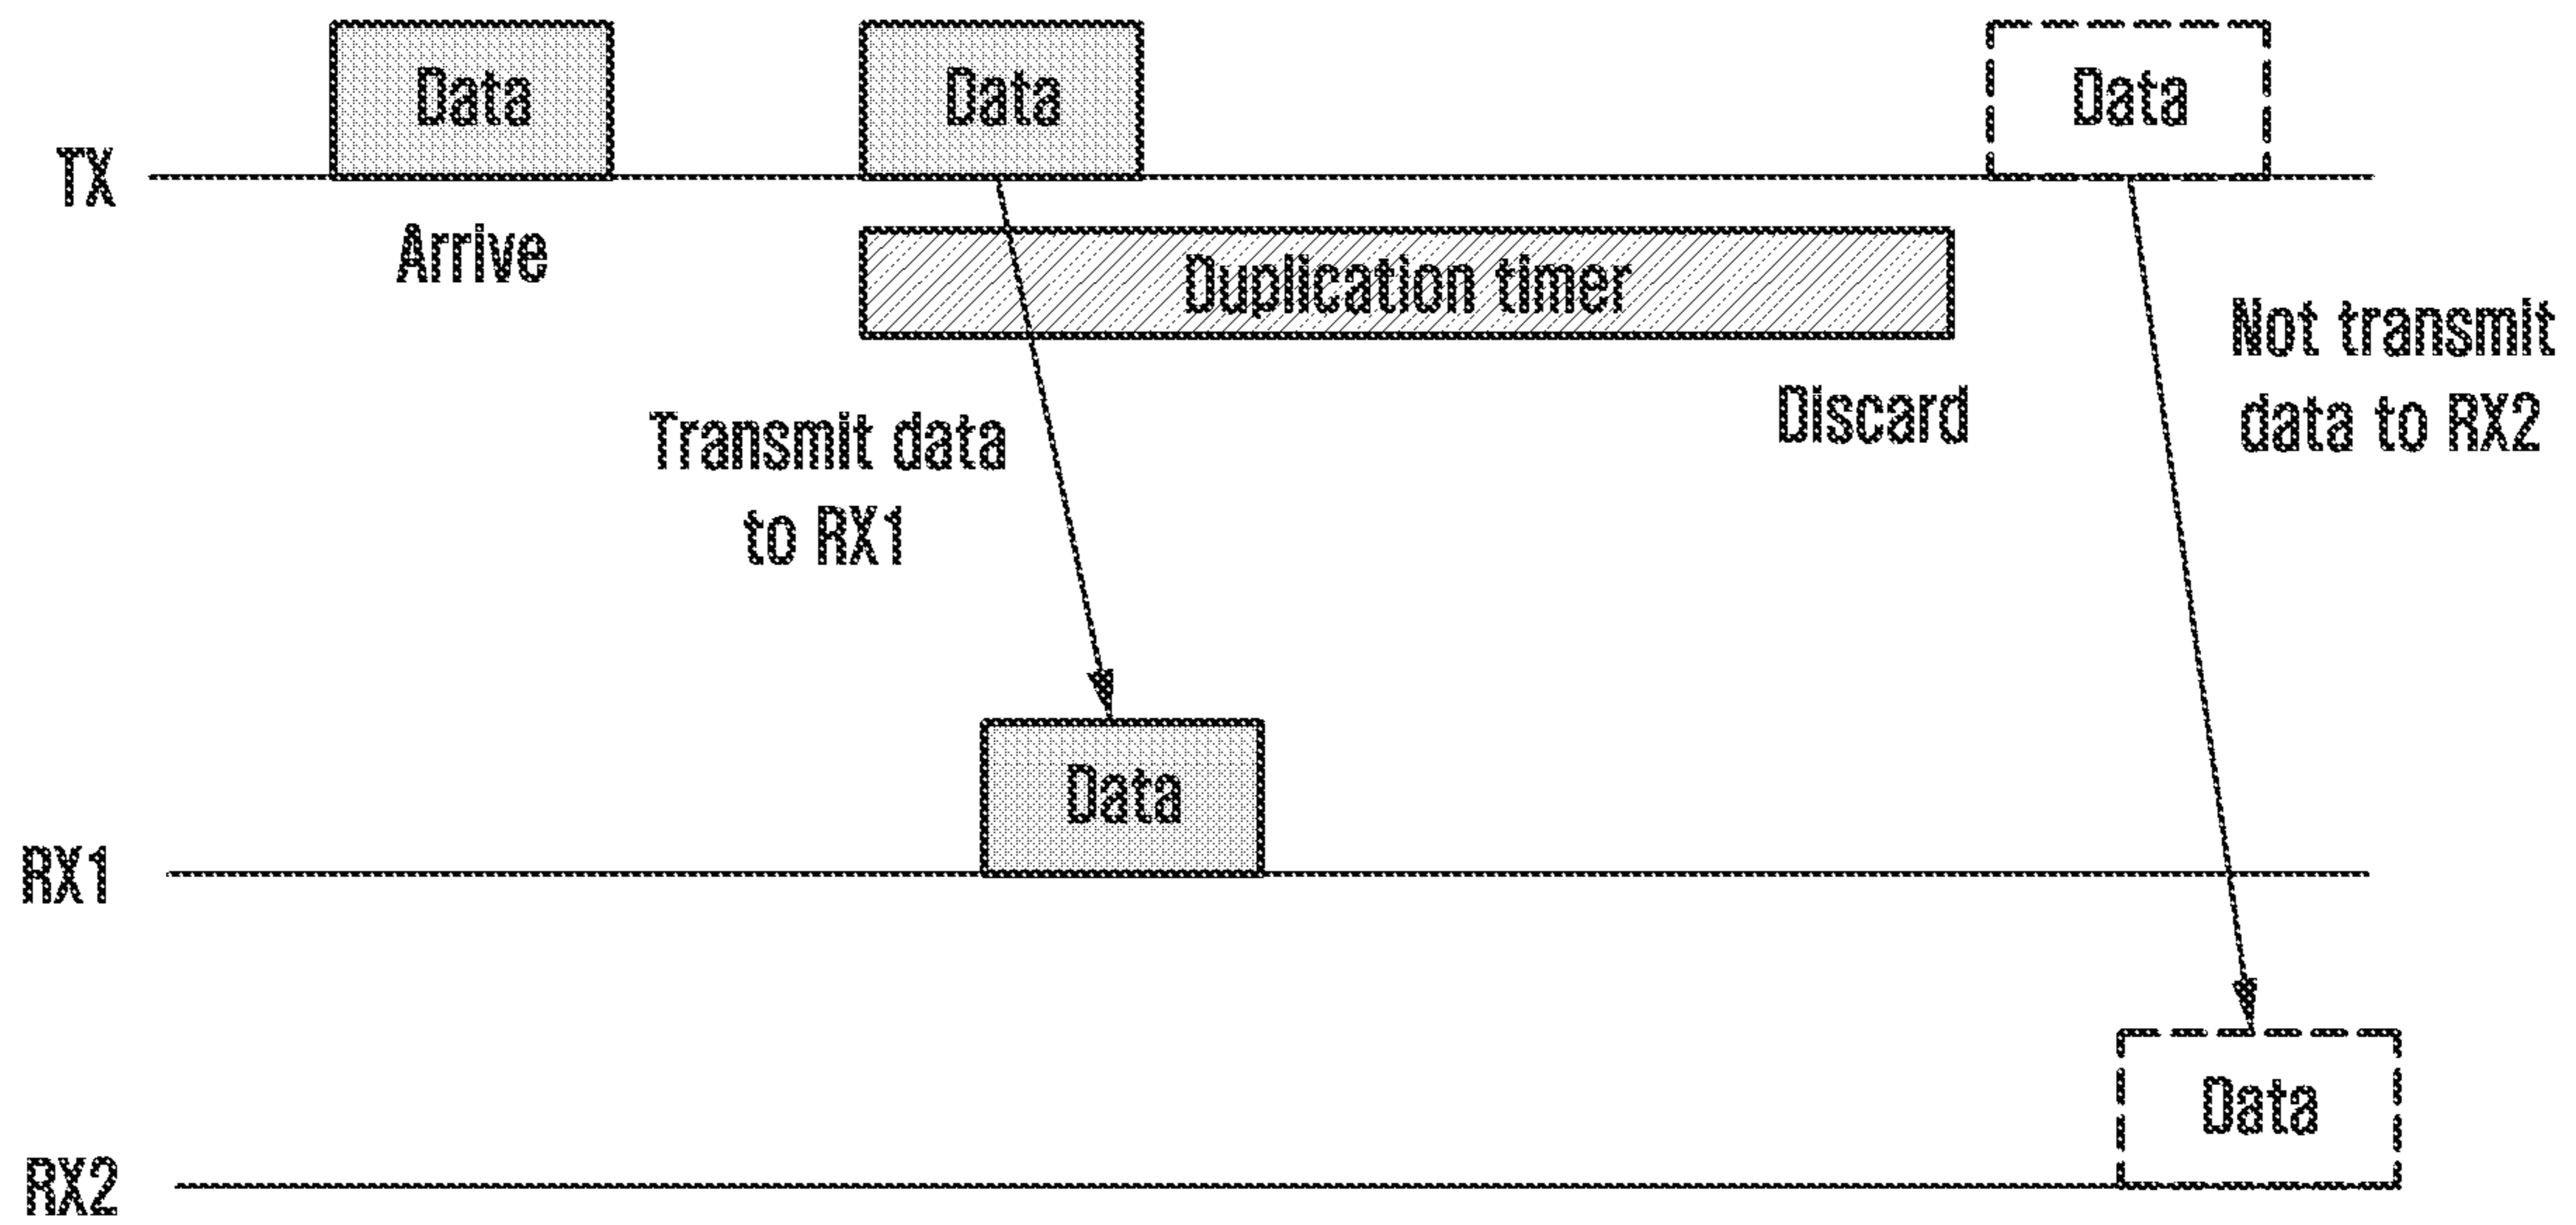 Data
Data
Data
TX
Arrive
Duplication timer
Not transmit
data to RX2
Discard
Transmit data
to RX1
Data
RX1
Data
RX2